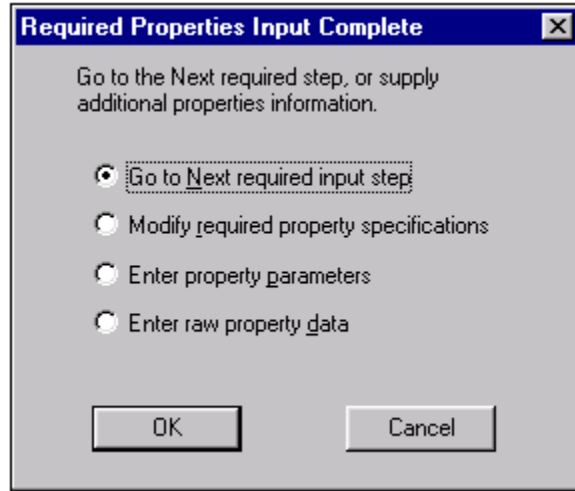 Required Properties Input Complete
Go to the Next required step, or supply
additional properties information.
Go to Next required input step
Modify required property specifications
Enter property parameters
Enter raw property data
OK
Cancel